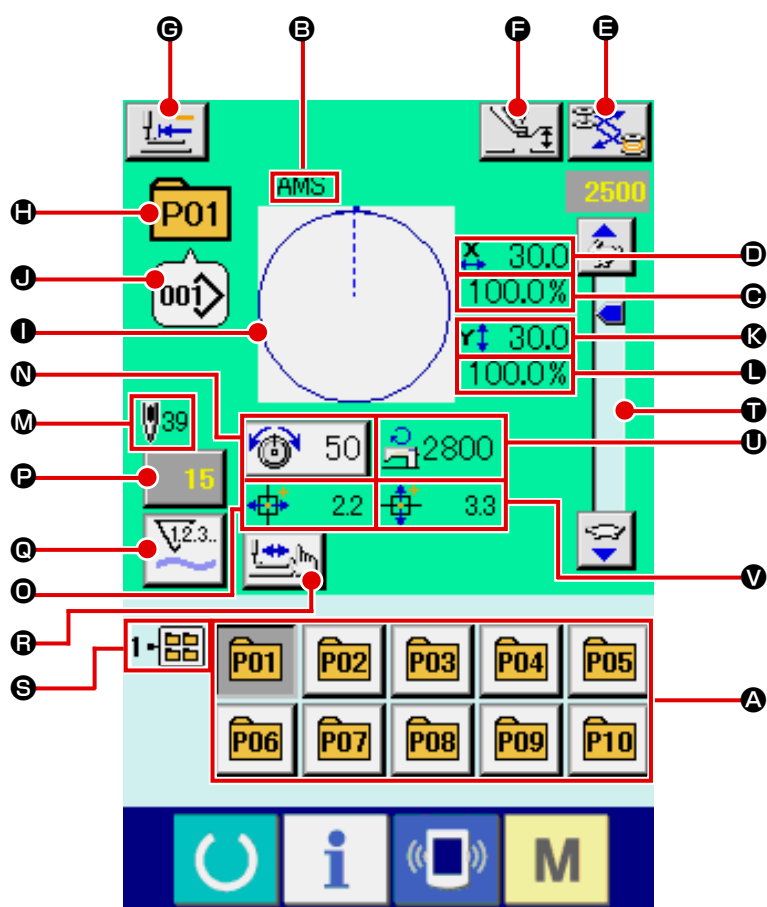 G B F E
AMS
2500
H P01
X 30.0 D
J 001 100.0% C
I Y 30.0 K
N 100.0% L
M 39 T
50 2800 U
P 15
2.2 3.3
Q 1.2.3..
O V
R
S 1 P01 P02 P03 P04 P05
A
P06 P07 P08 P09 P10
i M